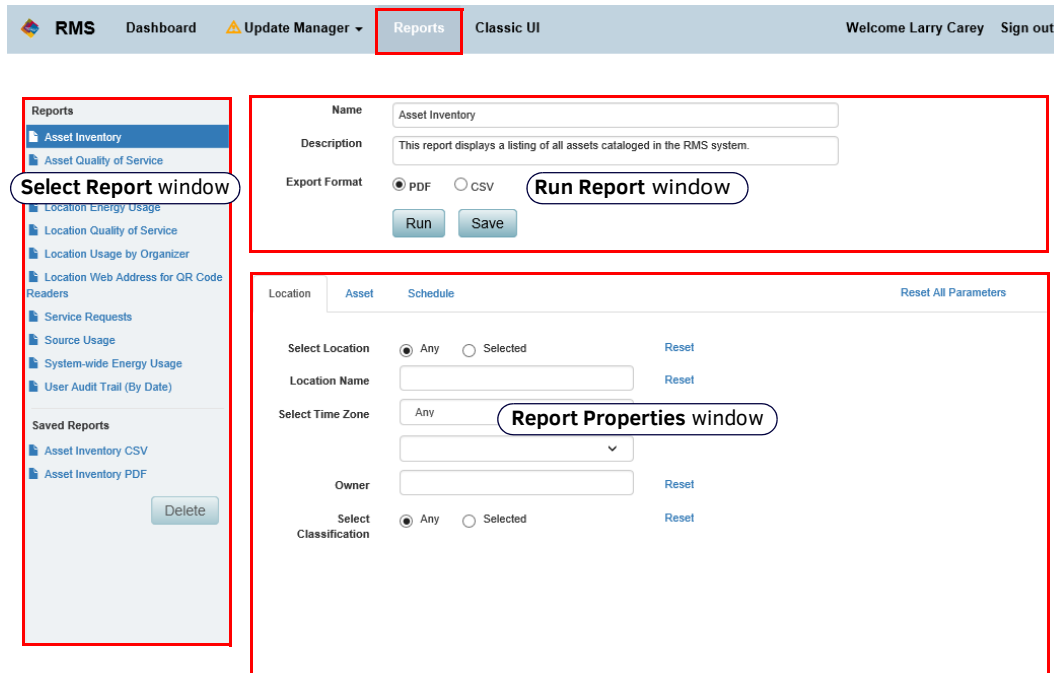 RMS Dashboard Update Manager Reports Classic UI Welcome Larry Carey Sign out
Reports
Asset Inventory
Asset Quality of Service
Select Report window
Location Energy Usage
Location Quality of Service
Location Usage by Organizer
Location Web Address for QR Code
Readers
Service Requests
Source Usage
System-wide Energy Usage
User Audit Trail (By Date)
Saved Reports
Asset Inventory CSV
Asset Inventory PDF
Delete
Name Asset Inventory
Description This report displays a listing of all assets cataloged in the RMS system.
Export Format PDF CSV
Run Report window
Run Save
Location Asset Schedule Reset All Parameters
Select Location Any Selected Reset
Location Name Reset
Select Time Zone Any
Report Properties window
Owner Reset
Select Any Selected Reset
Classification